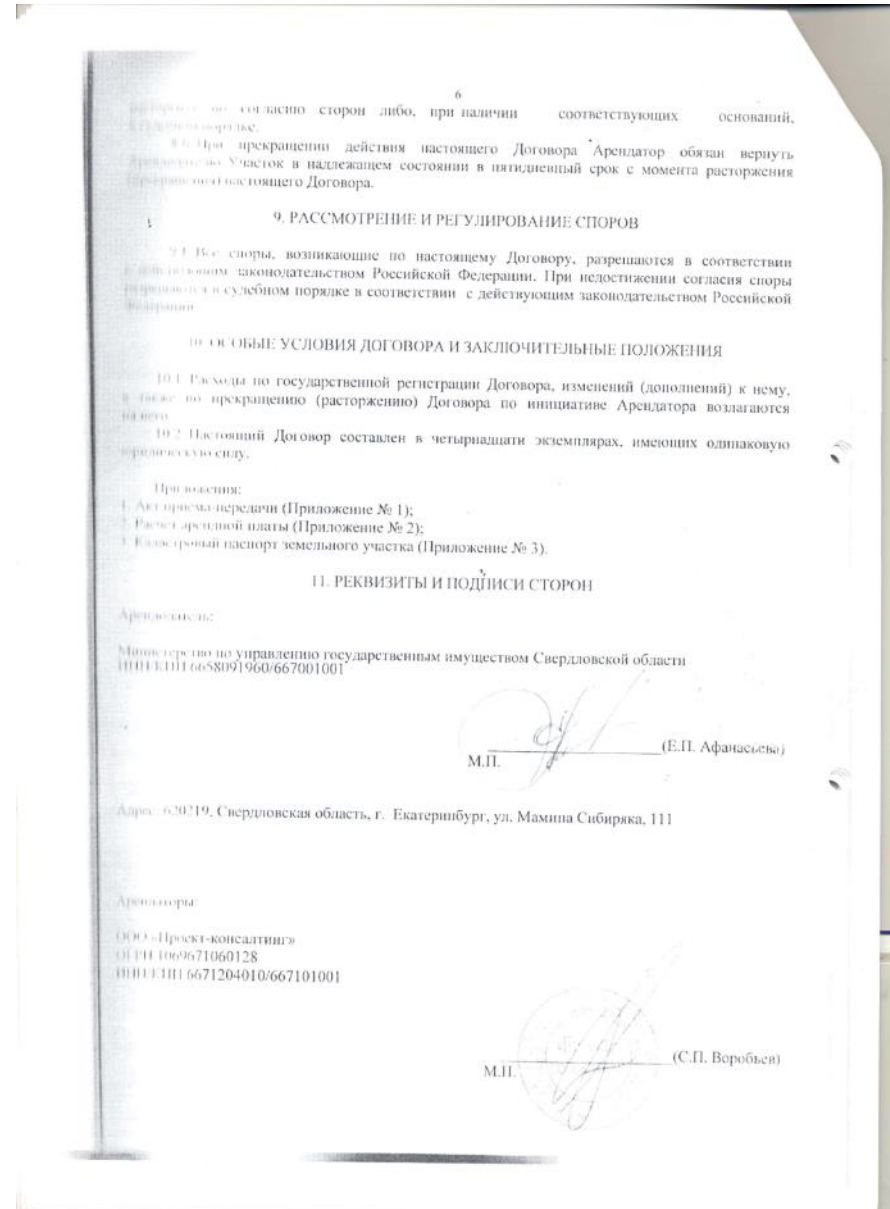 6
согласию сторон либо, при наличии соответствующих оснований,
порядке.
При прекращении действия настоящего Договора Арендатор обязан вернуть
Участок в надлежащем состоянии в пятидневный срок с момента расторжения
настоящего Договора.
9. РАССМОТРЕНИЕ И РЕГУЛИРОВАНИЕ СПОРОВ
9.1 Все споры, возникающие по настоящему Договору, разрешаются в соответствии
законодательством Российской Федерации. При недостижении согласия споры
в судебном порядке в соответствии с действующим законодательством Российской
10. ОСОБЫЕ УСЛОВИЯ ДОГОВОРА И ЗАКЛЮЧИТЕЛЬНЫЕ ПОЛОЖЕНИЯ
10.1 Расходы по государственной регистрации Договора, изменений (дополнений) к нему,
а также по прекращению (расторжению) Договора по инициативе Арендатора возлагаются
на него.
10.2 Настоящий Договор составлен в четырнадцати экземплярах, имеющих одинаковую
юридическую силу.
Приложения:
1. Акт приема-передачи (Приложение № 1);
2. Расчет арендной платы (Приложение № 2);
3. Кадастровый паспорт земельного участка (Приложение № 3).
11. РЕКВИЗИТЫ И ПОДПИСИ СТОРОН
Арендодатель:
Министерство по управлению государственным имуществом Свердловской области
ИНН/КПП 6658091960/667001001
(Е.П. Афанасьева)
М.П.
Адрес: 620219, Свердловская область, г. Екатеринбург, ул. Мамина Сибиряка, 111
Арендаторы:
ООО «Проект-консалтинг»
ОГРН 1069671060128
ИНН/КПП 6671204010/667101001
(С.П. Воробьев)
М.П.